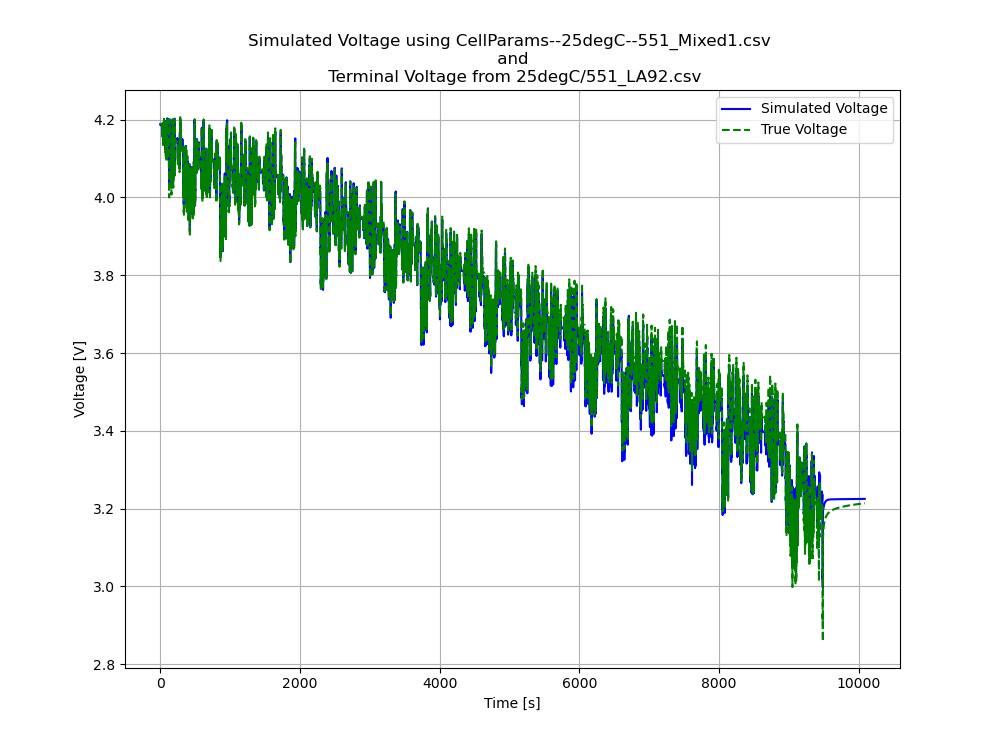 Simulated Voltage using CellParams--25degC--551_Mixed1.csv
and
Terminal Voltage from 25degC/551_LA92.csv
Simulated Voltage
True Voltage
Voltage [V]
4.2
4.0
3.8
3.6
3.4
3.2
3.0
2.8
0 2000 4000 6000 8000 10000
Time [s]